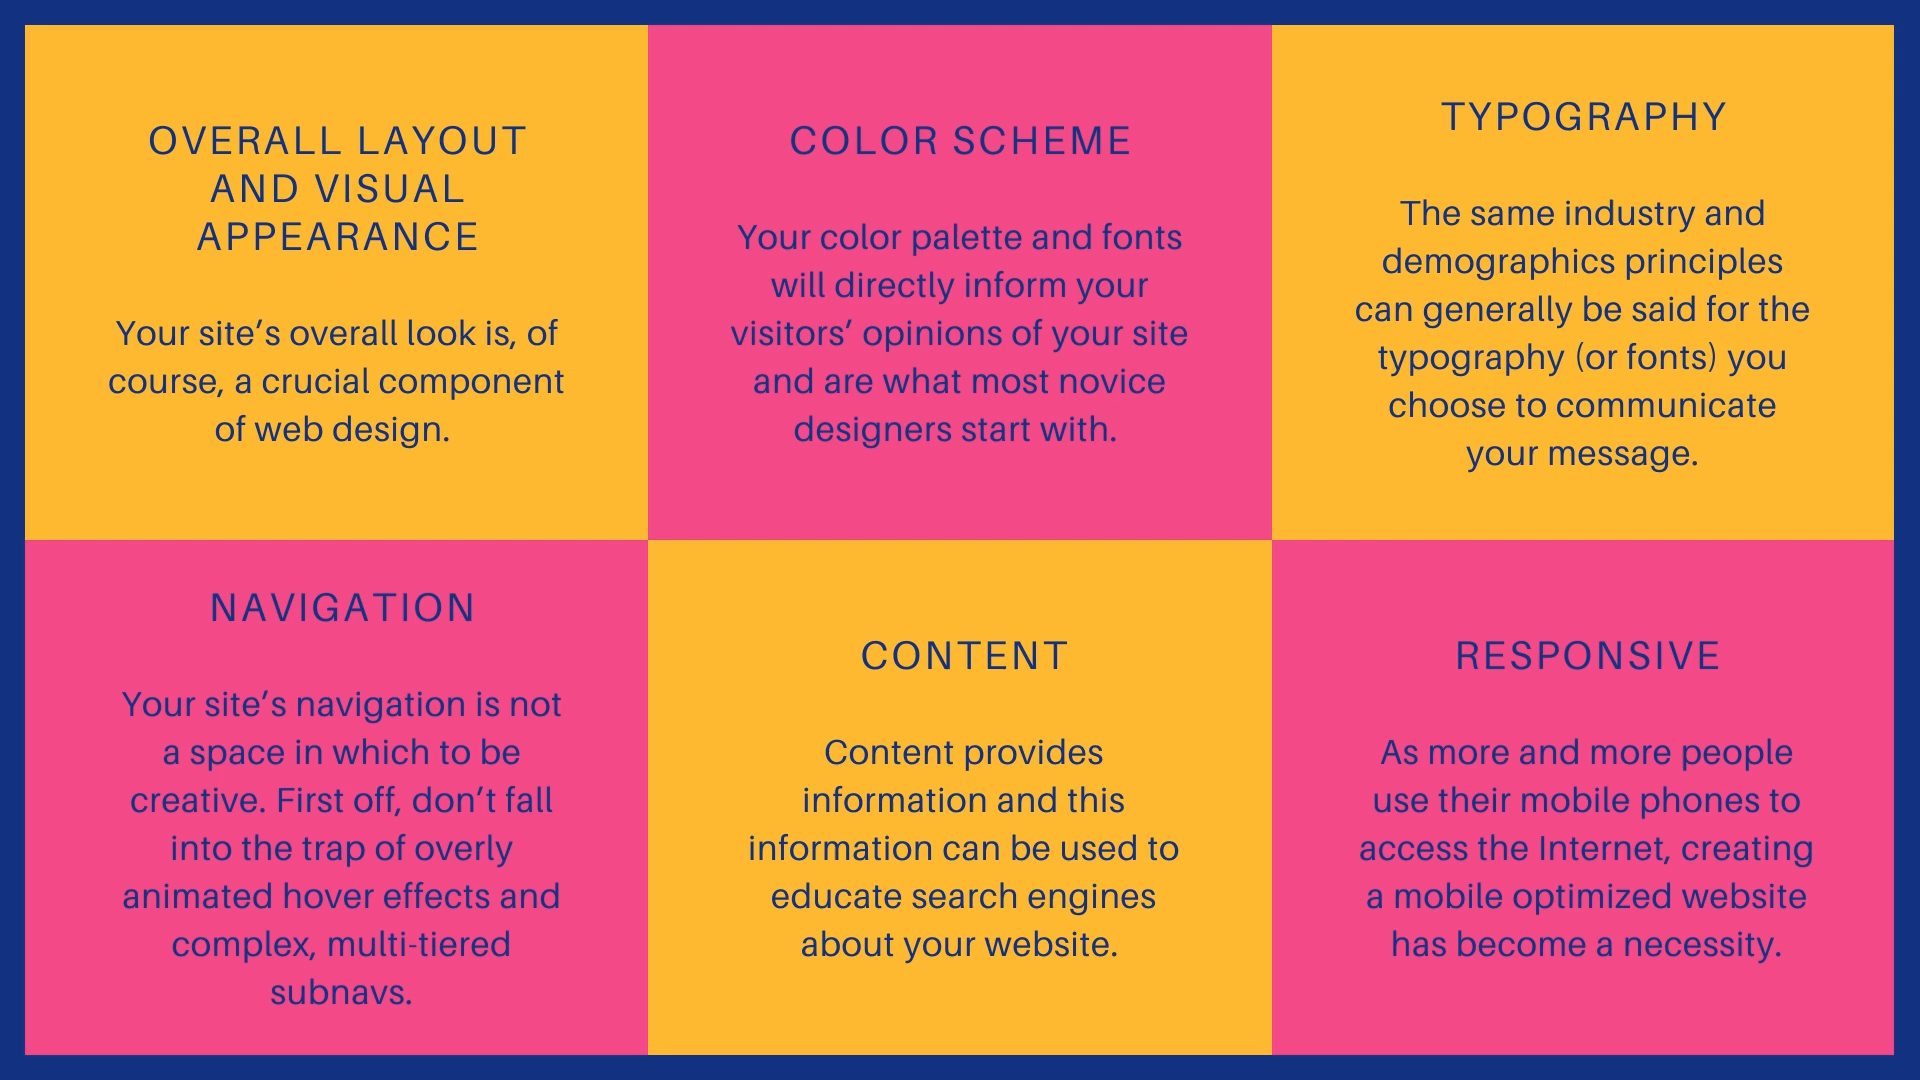 OVERALL LAYOUT
AND VISUAL
APPEARANCE
Your site’s overall look is, of
course, a crucial component
of web design.
COLOR SCHEME
Your color palette and fonts
will directly inform your
visitors’ opinions of your site
and are what most novice
designers start with.
TYPOGRAPHY
The same industry and
demographics principles
can generally be said for the
typography (or fonts) you
choose to communicate
your message.
NAVIGATION
Your site’s navigation is not
a space in which to be
creative. First off, don’t fall
into the trap of overly
animated hover effects and
complex, multi-tiered
subnavs.
CONTENT
Content provides
information and this
information can be used to
educate search engines
about your website.
RESPONSIVE
As more and more people
use their mobile phones to
access the Internet, creating
a mobile optimized website
has become a necessity.